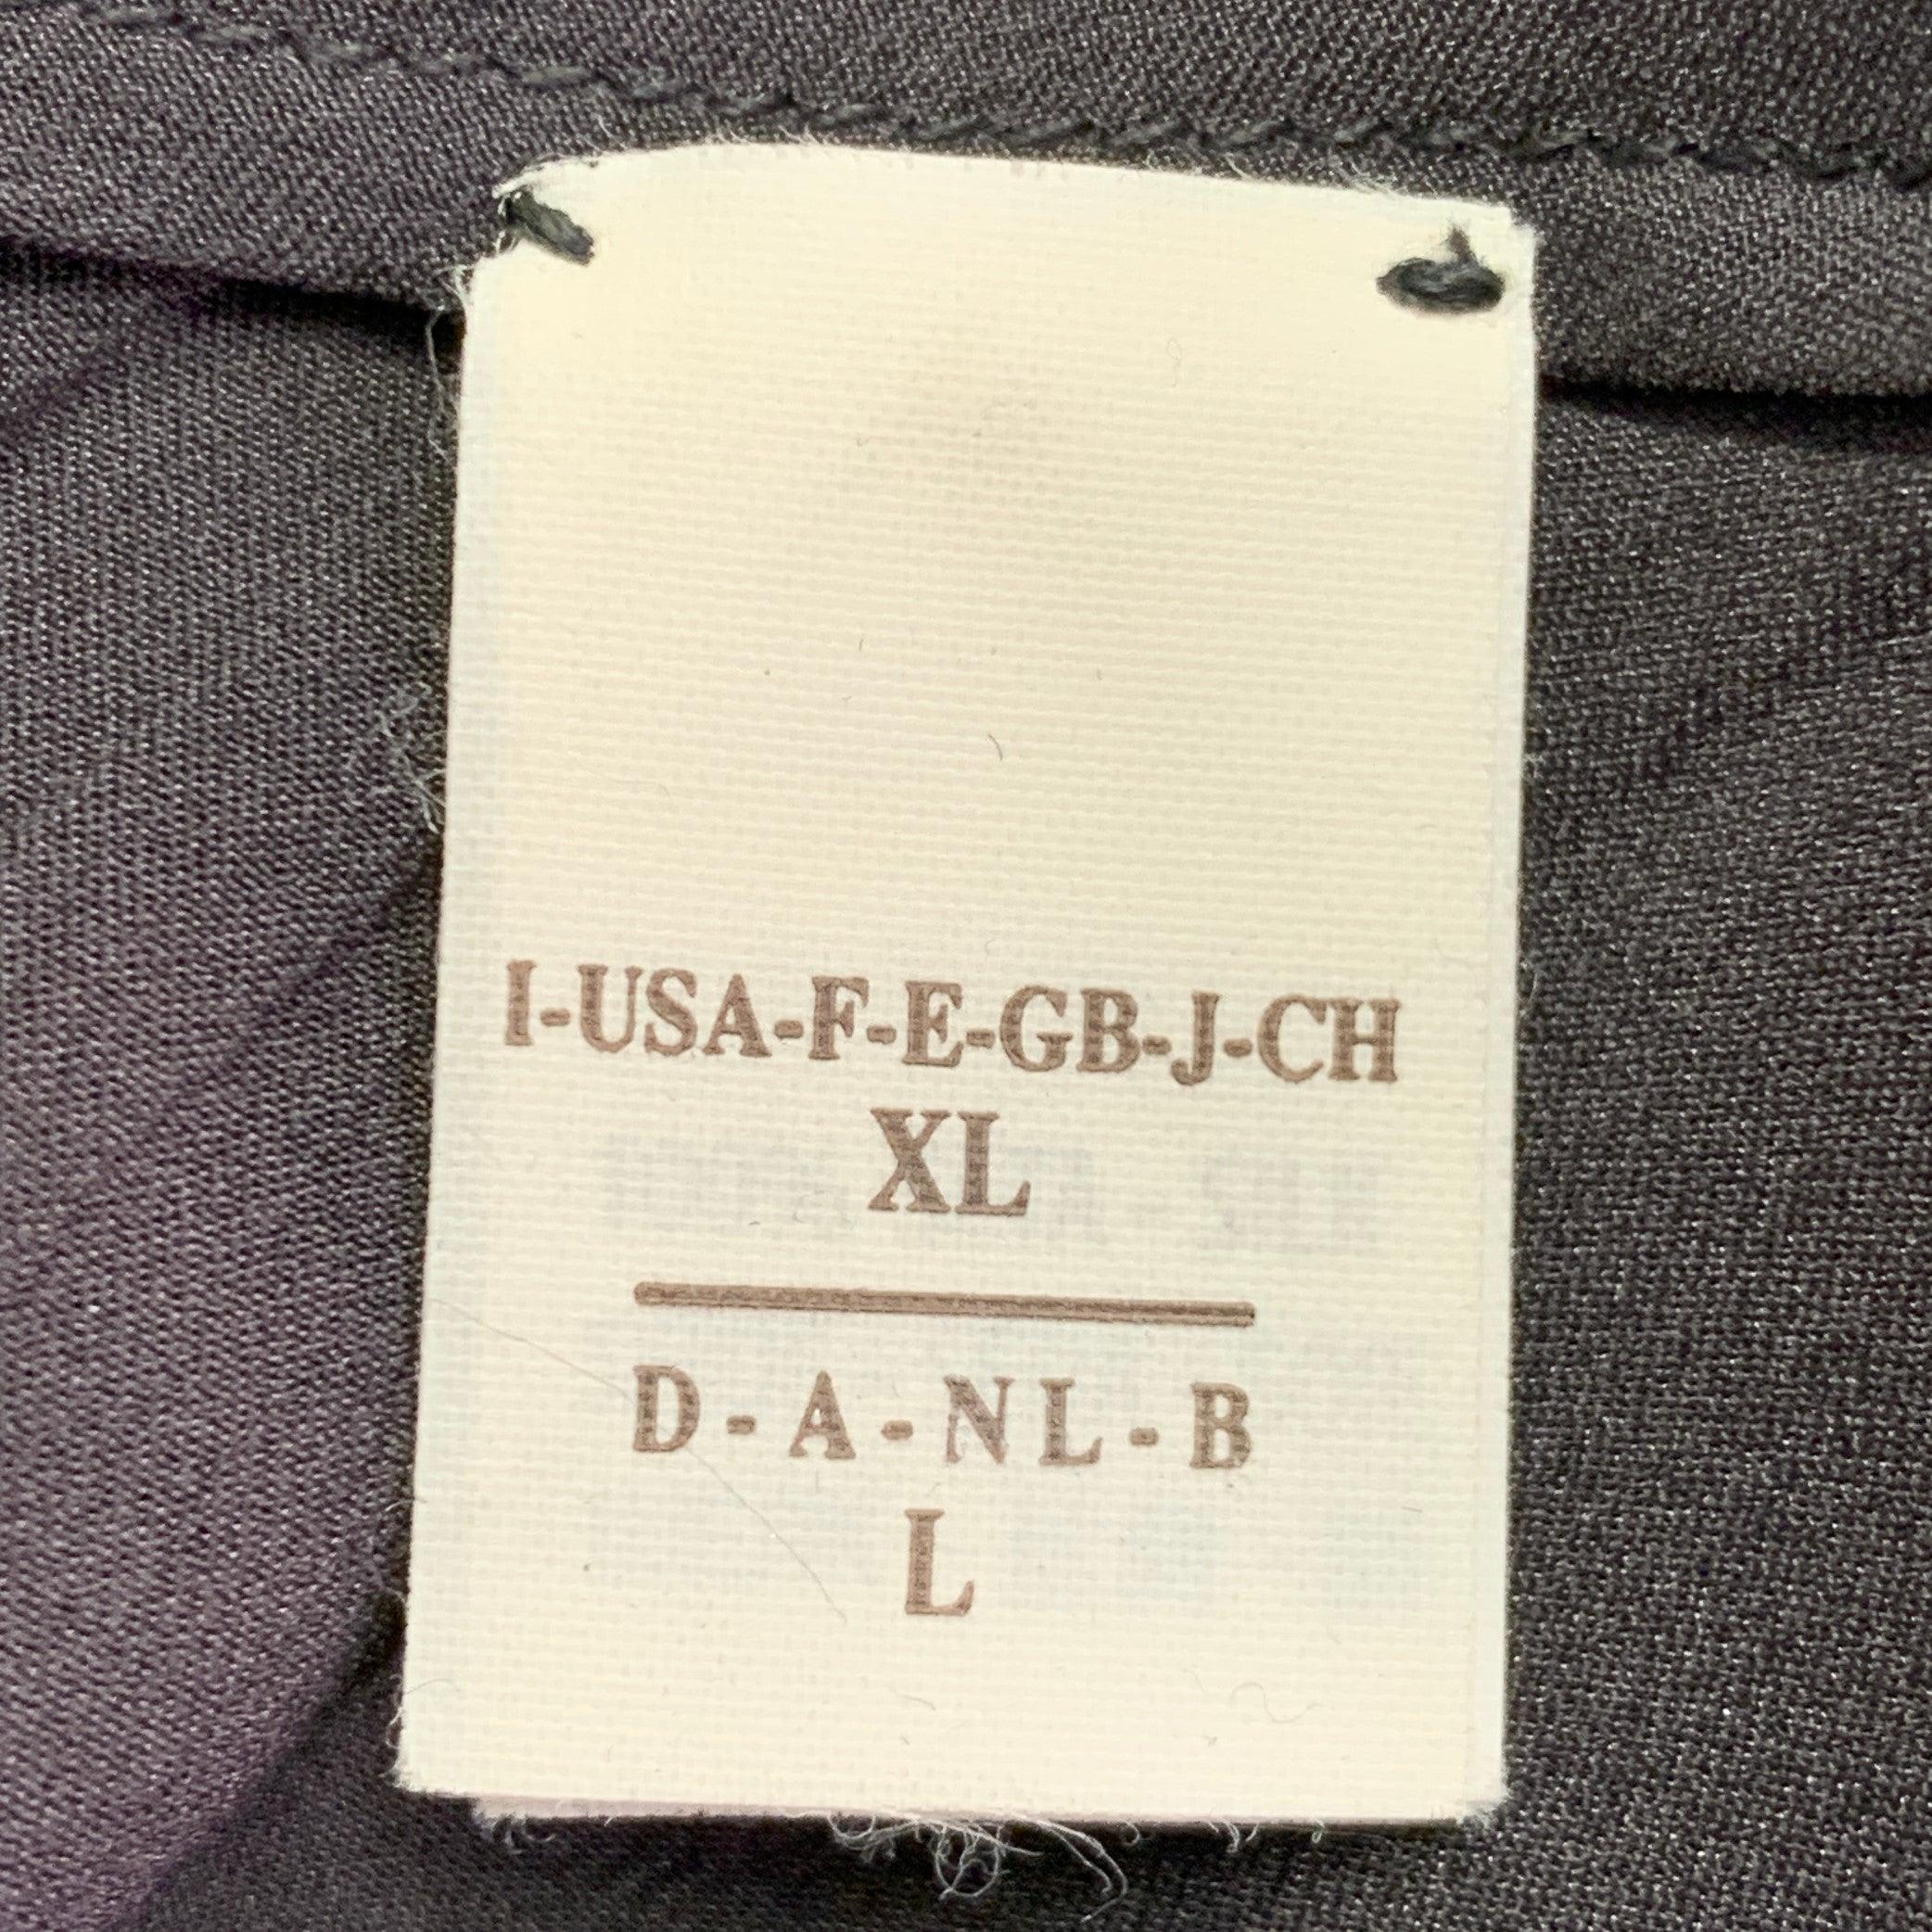 I-USA-F-E-GB-J-CH
XL
D-A-NL-B
L